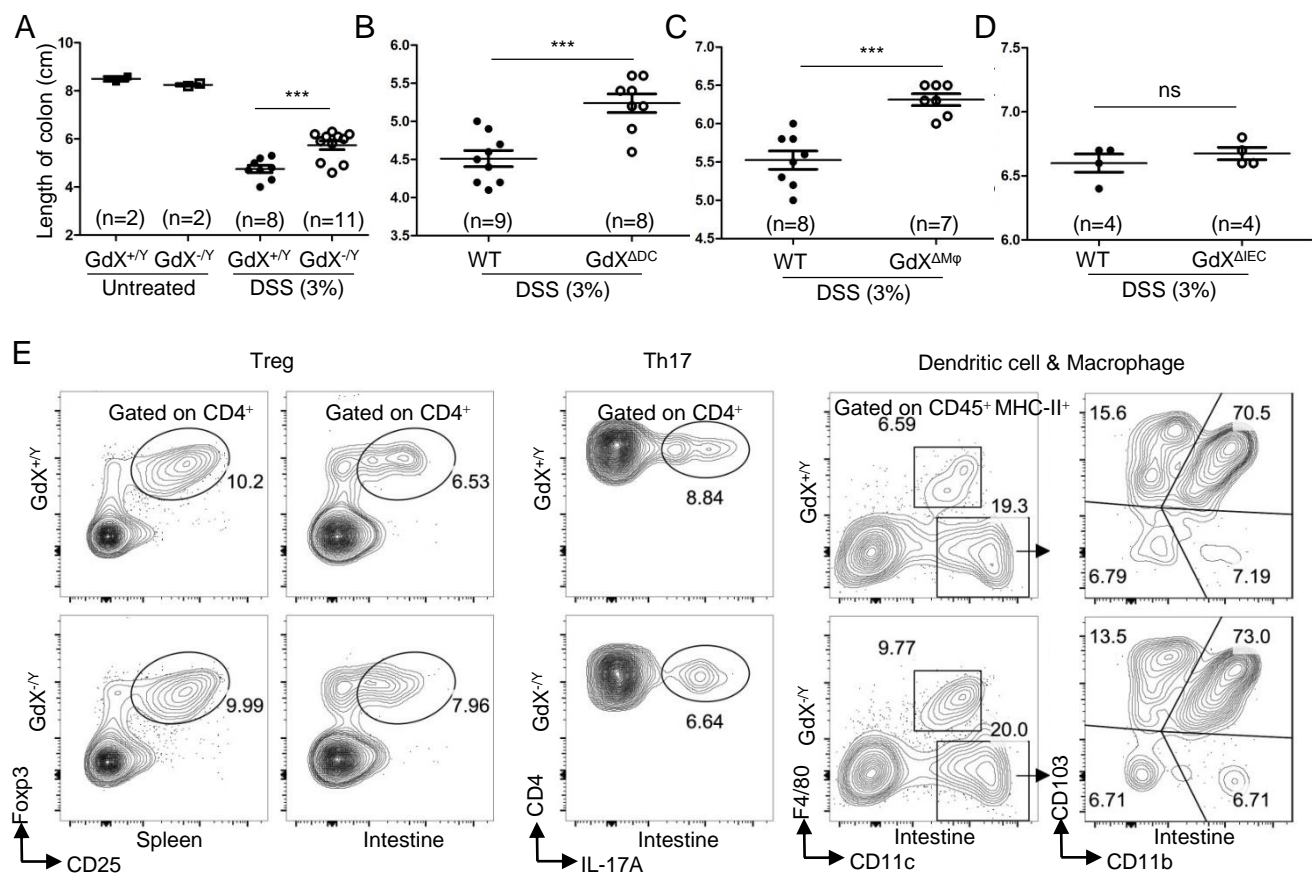 A
Length of colon (cm)
10
8
6
4
2
***
(n=2) (n=2) (n=8) (n=11)
GdX+/Y GdX-/Y GdX+/Y GdX-/Y
Untreated DSS (3%)
B
6.0
5.5
5.0
4.5
4.0
3.5
***
(n=9) (n=8)
WT GdXΔDC
DSS (3%)
C
7.0
6.5
6.0
5.5
5.0
4.5
***
(n=8) (n=7)
WT GdXΔMφ
DSS (3%)
D
7.5
7.0
6.5
6.0
ns
(n=4) (n=4)
WT GdXΔIEC
DSS (3%)
E
Treg Th17 Dendritic cell & Macrophage
Gated on CD4+ Gated on CD4+ Gated on CD4+ Gated on CD45+ MHC-II+
GdX+/Y
10.2
6.53
GdX+/Y
8.84
GdX+/Y
6.59
19.3
15.6 70.5
6.79 7.19
GdX-/Y
9.99
7.96
GdX-/Y
6.64
GdX-/Y
9.77
20.0
13.5 73.0
6.71 6.71
Foxp3
CD4
F4/80
CD103
Spleen Intestine Intestine Intestine Intestine
CD25 IL-17A CD11c CD11b